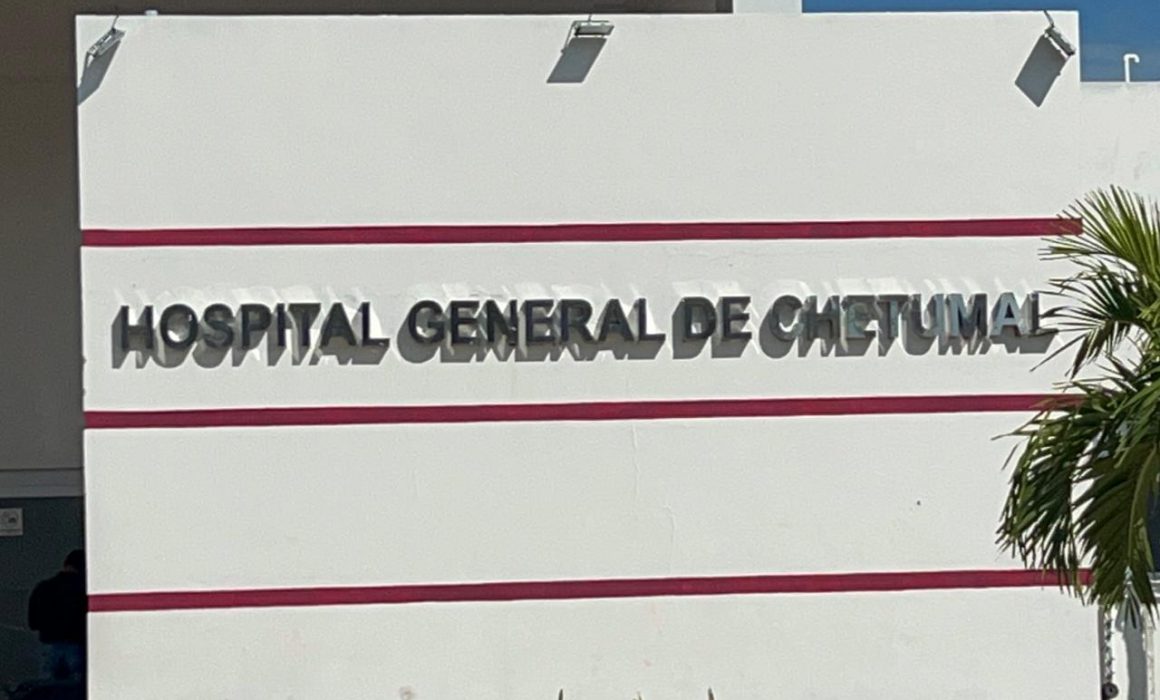 HOSPITAL GENERAL DE CHETUMAL